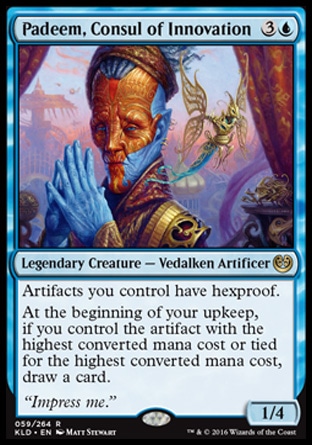 Padeem, Consul of Innovation 3
Legendary Creature — Vedalken Artificer
Artifacts you control have hexproof.
At the beginning of your upkeep,
if you control the artifact with the
highest converted mana cost or tied
for the highest converted mana cost,
draw a card.
“Impress me.”
1/4
059/264 R
KLD • EN MATT STEWART
™ & © 2016 Wizards of the Coast